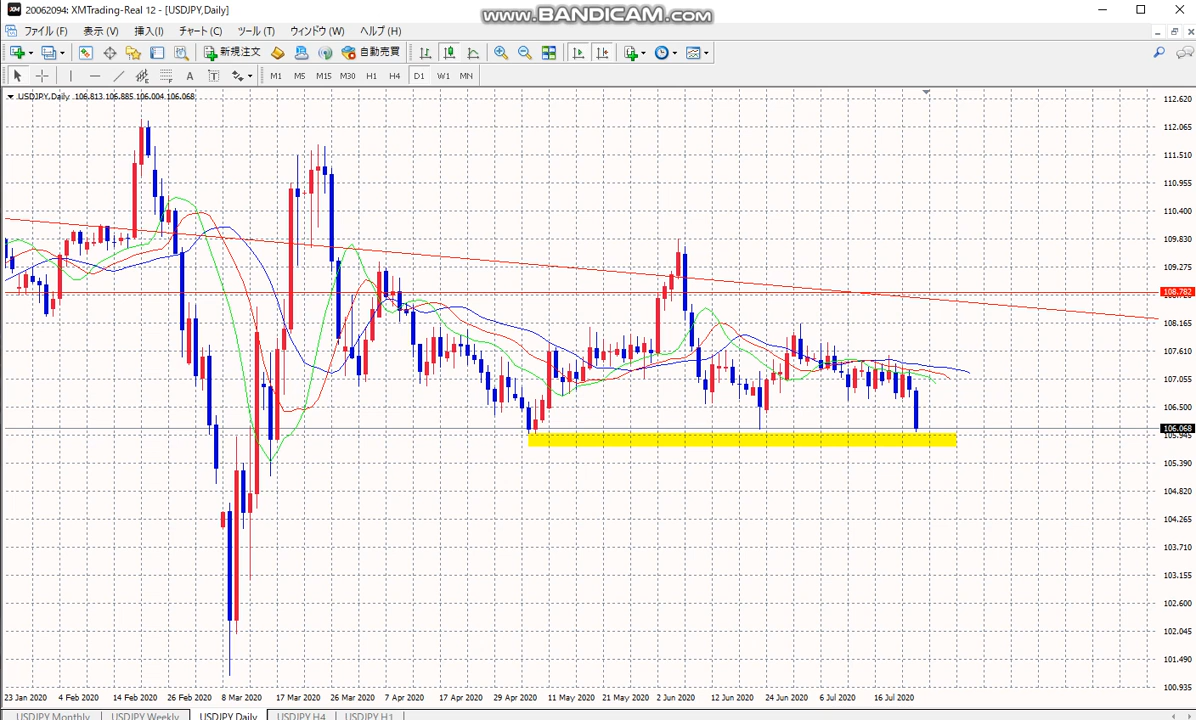 20062094: XMTrading-Real 12 - [USDJPY,Daily]
www.BANDICAM.com
ファイル (F) 表示 (V) 挿入(I) チャート (C) ツール (T) ウィンドウ (W) ヘルプ (H)
新規注文 自動売買
A T M1 M5 M15 M30 H1 H4 D1 W1 MN
USDJPY,Daily 106.813 106.885 106.004 106.068
112.620
112.065
111.510
110.955
110.400
109.830
109.275
108.782
108.165
107.610
107.055
106.500
106.068
105.945
105.390
104.820
104.265
103.710
103.155
102.600
102.045
101.490
100.935
23 Jan 2020 4 Feb 2020 14 Feb 2020 26 Feb 2020 8 Mar 2020 17 Mar 2020 26 Mar 2020 7 Apr 2020 17 Apr 2020 29 Apr 2020 11 May 2020 21 May 2020 2 Jun 2020 12 Jun 2020 24 Jun 2020 6 Jul 2020 16 Jul 2020
USDJPY,Monthly USDJPY,Weekly USDJPY,Daily USDJPY,H4 USDJPY,H1